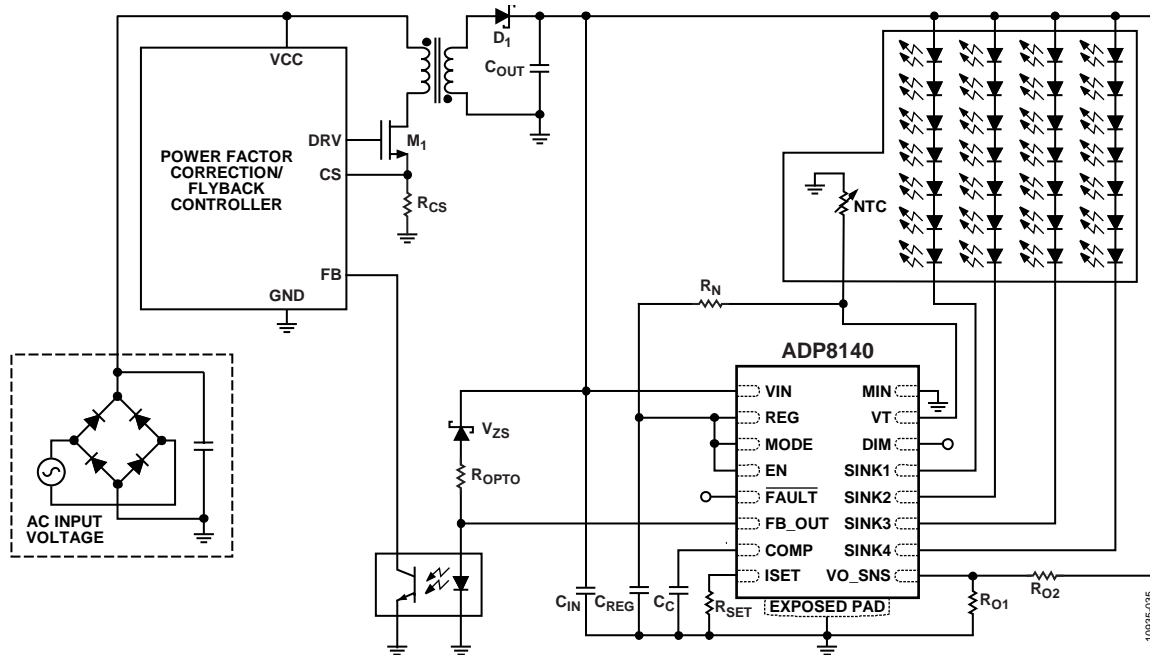 D1
VCC
COUT
DRV
M1
POWER FACTOR
CORRECTION/
FLYBACK
CONTROLLER
CS
RCS
NTC
FB
GND
RN
ADP8140
VIN
MIN
REG
VT
VZS
MODE
DIM
ROPTO
EN
SINK1
FAULT
SINK2
AC INPUT
VOLTAGE
FB_OUT
SINK3
COMP
SINK4
ISET
VO_SNS
RO2
CIN
CREG
CC
RSET
EXPOSED PAD
RO1
10935-035